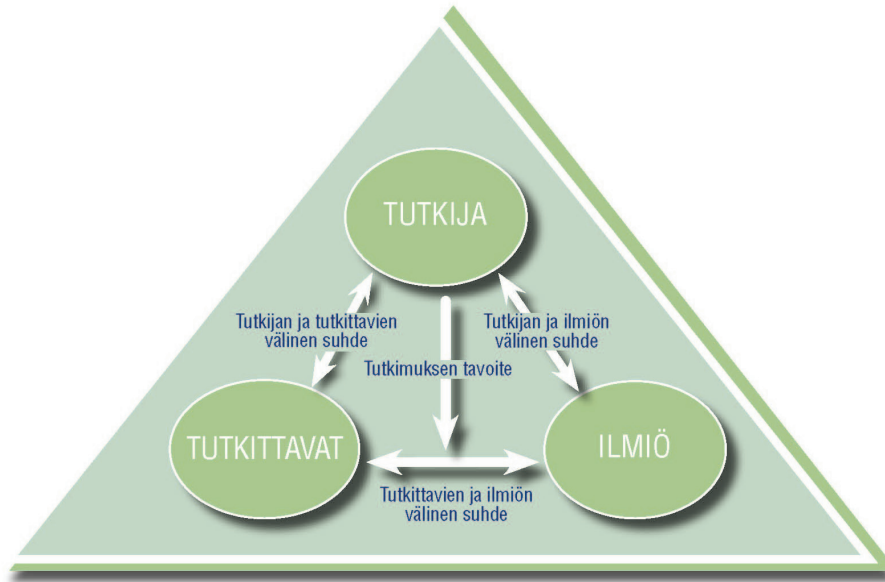 TUTKIJA
Tutkijan ja tutkittavien
välinen suhde
Tutkijan ja ilmiön
välinen suhde
Tutkimuksen tavoite
TUTKITTAVAT
ILMIÖ
Tutkittavien ja ilmiön
välinen suhde